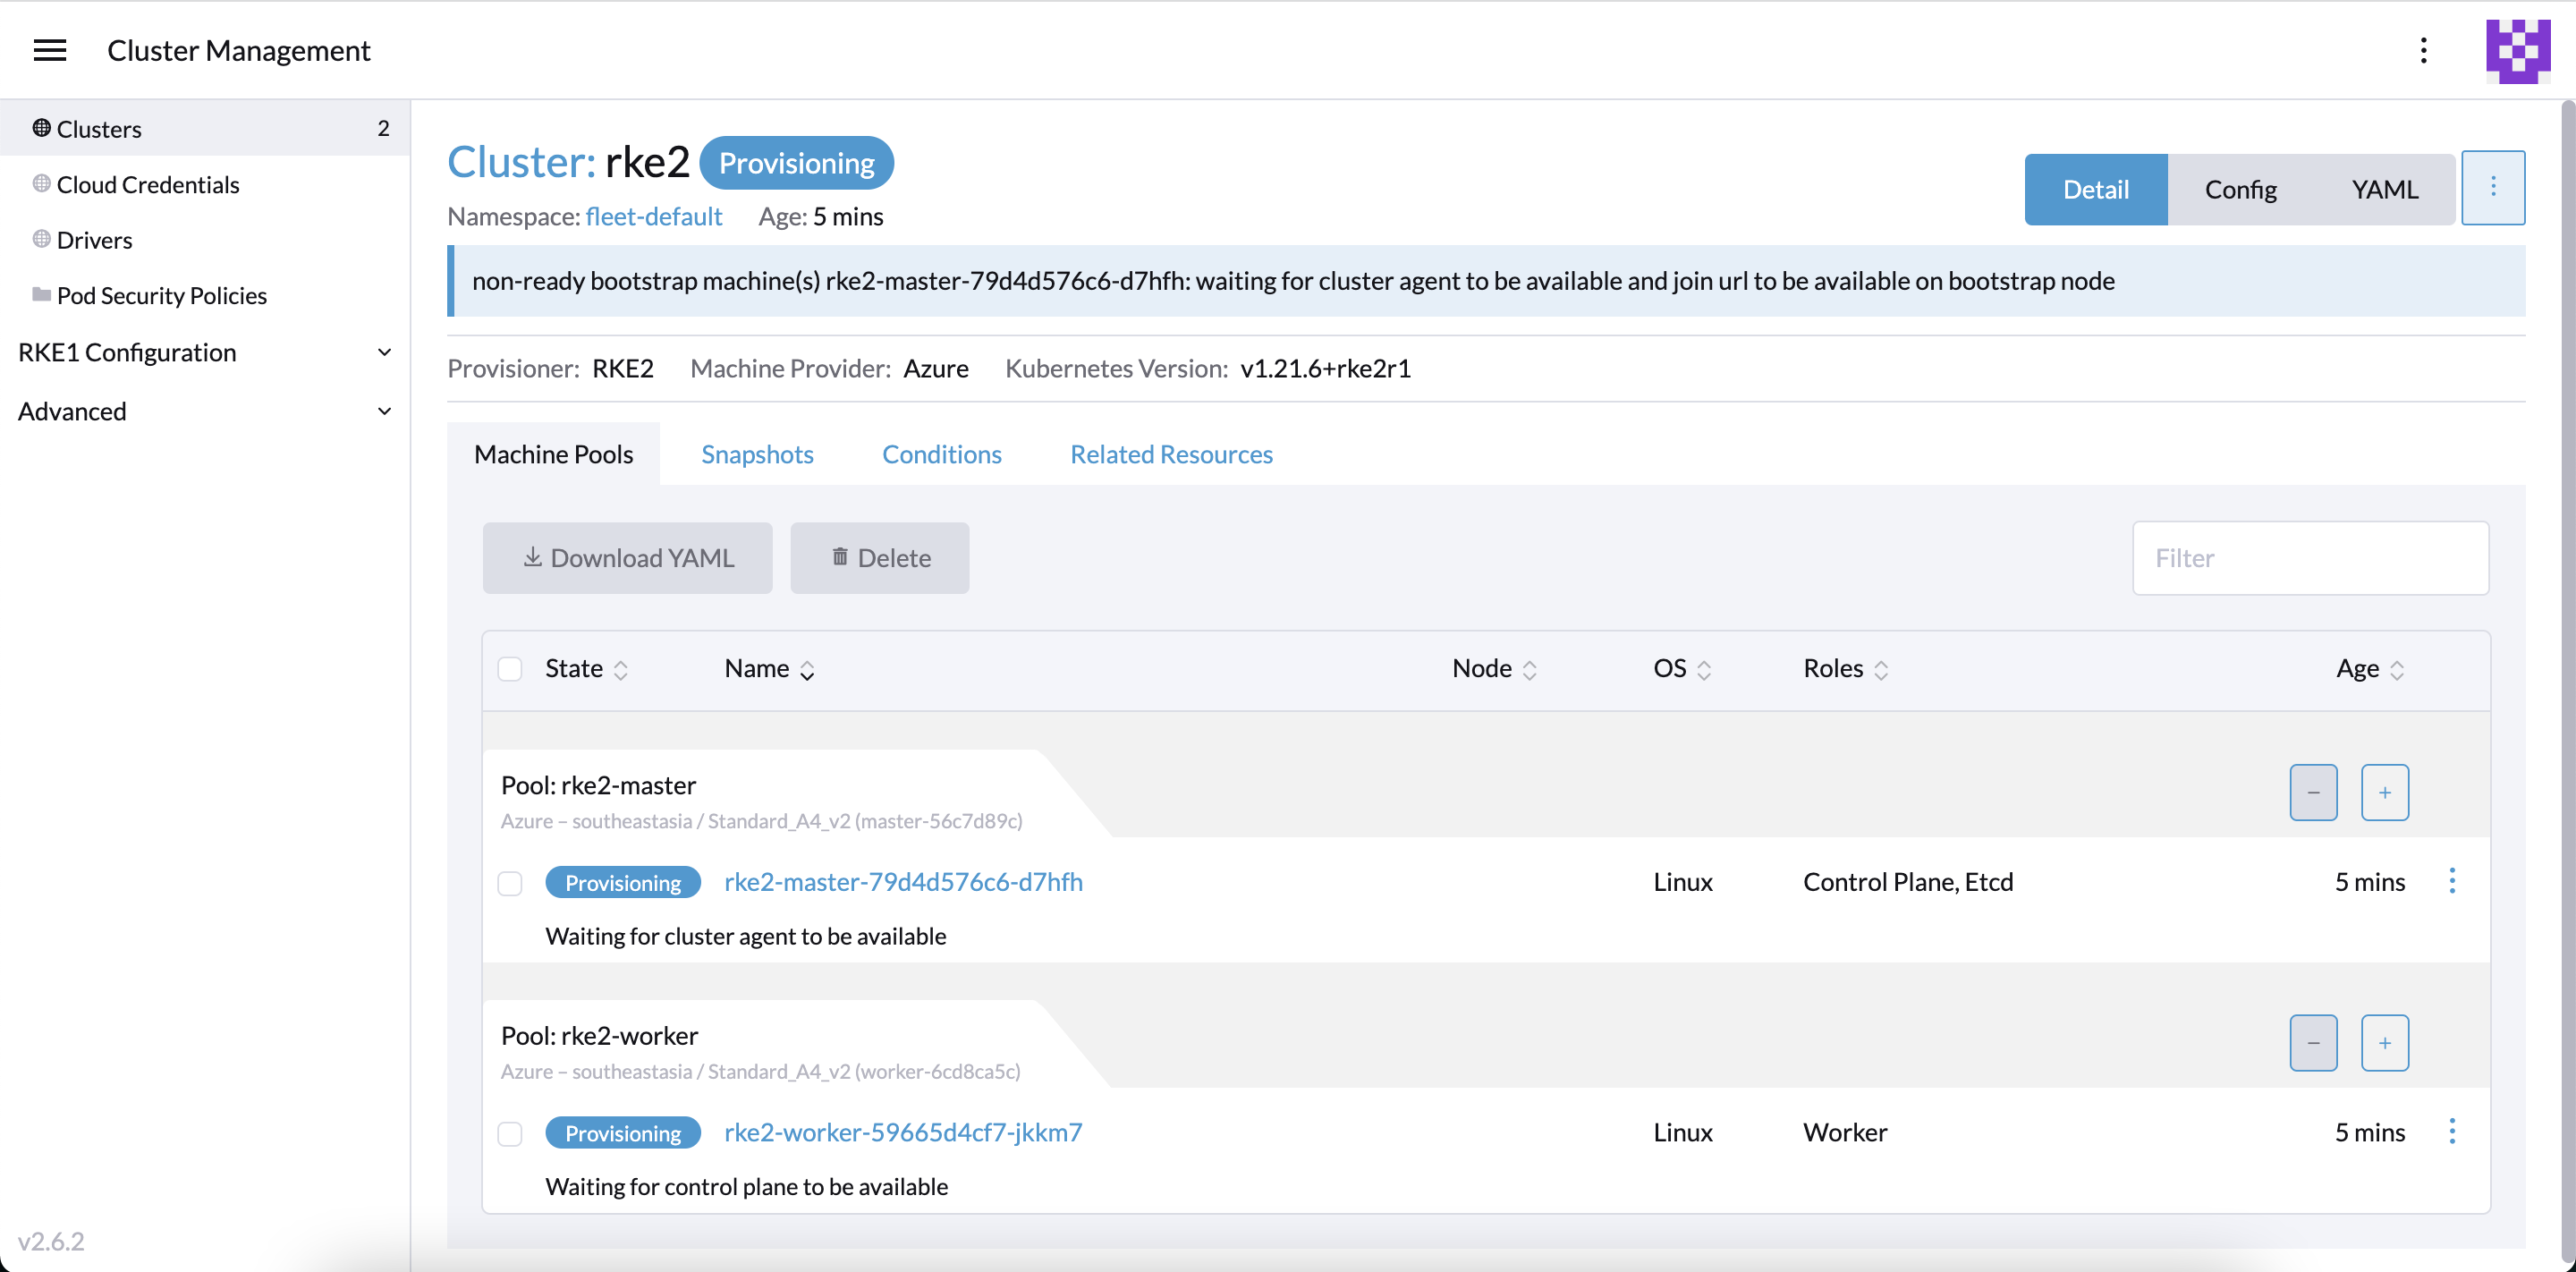 Cluster Management
Clusters 2
Cloud Credentials
Drivers
Pod Security Policies
RKE1 Configuration
Advanced
v2.6.2
Cluster: rke2 Provisioning
Namespace: fleet-default Age: 5 mins
Detail Config YAML
non-ready bootstrap machine(s) rke2-master-79d4d576c6-d7hfh: waiting for cluster agent to be available and join url to be available on bootstrap node
Provisioner: RKE2 Machine Provider: Azure Kubernetes Version: v1.21.6+rke2r1
Machine Pools Snapshots Conditions Related Resources
Download YAML Delete Filter
State Name Node OS Roles Age
Pool: rke2-master
Azure – southeastasia / Standard_A4_v2 (master-56c7d89c)
Provisioning rke2-master-79d4d576c6-d7hfh Linux Control Plane, Etcd 5 mins
Waiting for cluster agent to be available
Pool: rke2-worker
Azure – southeastasia / Standard_A4_v2 (worker-6cd8ca5c)
Provisioning rke2-worker-59665d4cf7-jkkm7 Linux Worker 5 mins
Waiting for control plane to be available